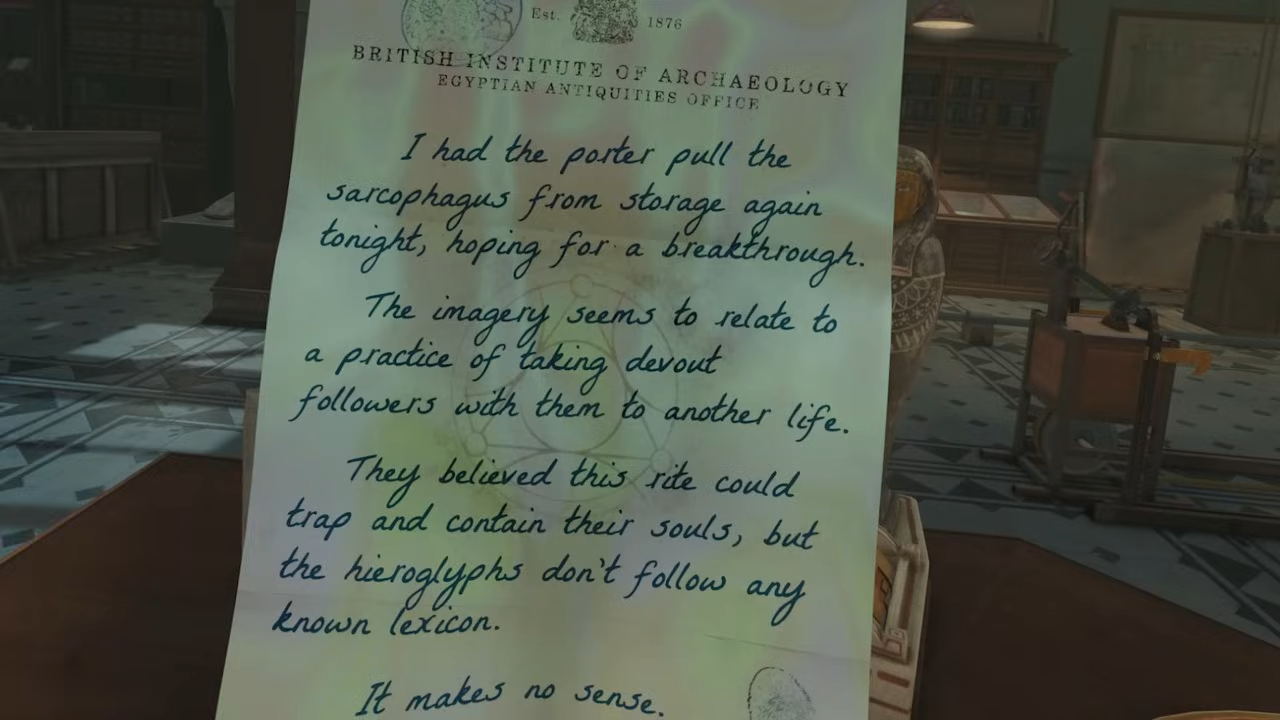 Est. 1876
BRITISH INSTITUTE OF ARCHAEOLOGY
EGYPTIAN ANTIQUITIES OFFICE
I had the porter pull the
sarcophagus from storage again
tonight, hoping for a breakthrough.
The imagery seems to relate to
a practice of taking devout
followers with them to another life.
They believed this rite could
trap and contain their souls, but
the hieroglyphs don't follow any
known lexicon.
It makes no sense.